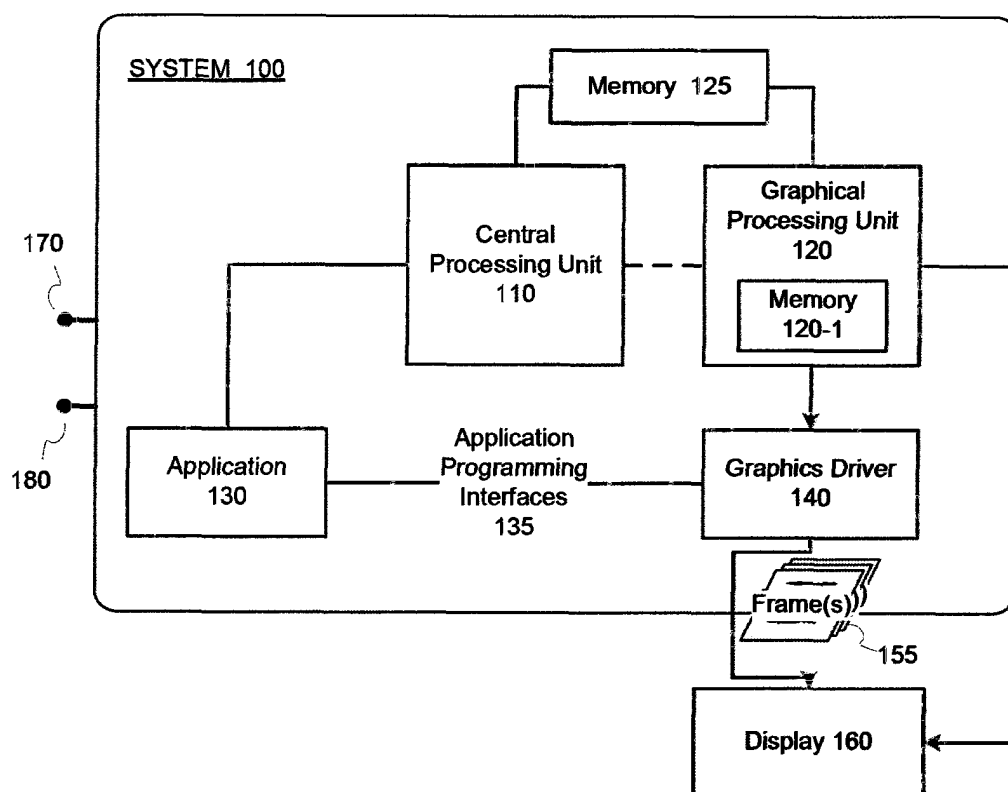 SYSTEM 100
Memory 125
Central
Processing Unit
110
Graphical
Processing Unit
120
Memory
120-1
170
180
Application
130
Application
Programming
Interfaces
135
Graphics Driver
140
Frame(s)
155
Display 160